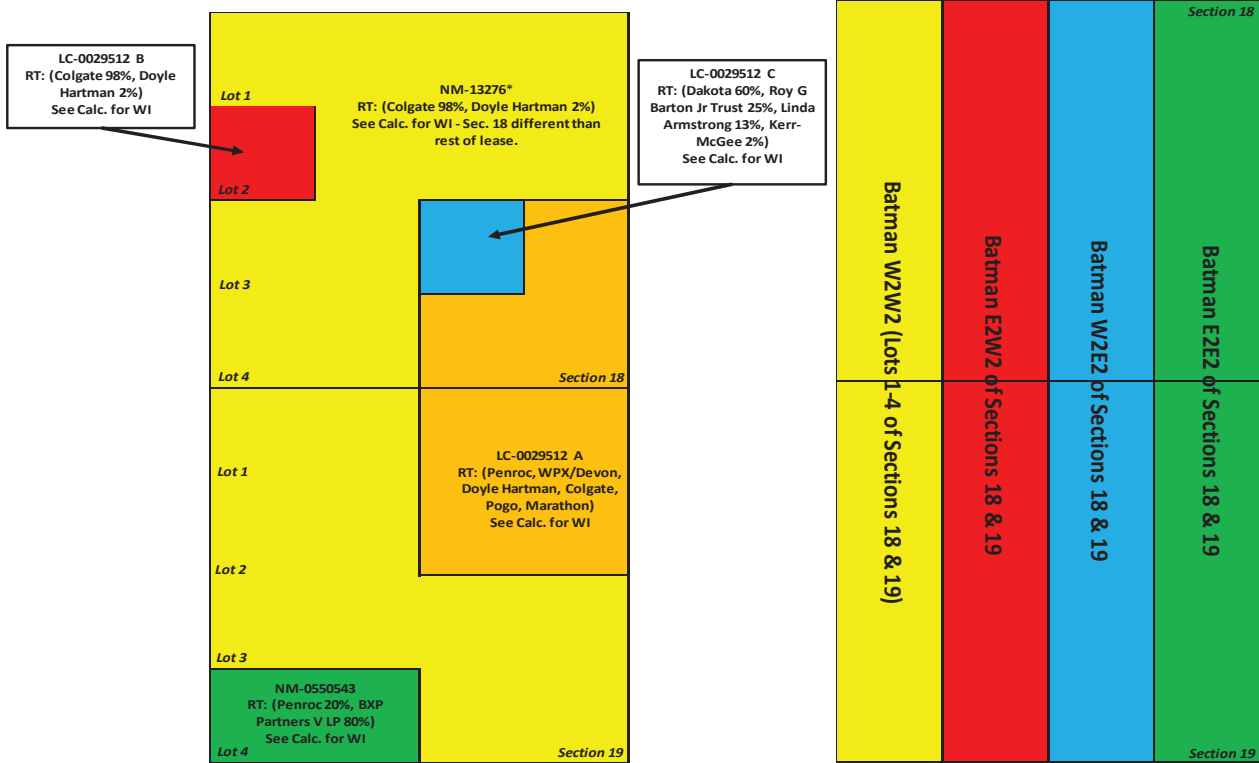 LC-0029512 B
RT: (Colgate 98%, Doyle
Hartman 2%)
See Calc. for WI
Lot 1
NM-13276*
RT: (Colgate 98%, Doyle Hartman 2%)
See Calc. for WI - Sec. 18 different than
rest of lease.
LC-0029512 C
RT: (Dakota 60%, Roy G
Barton Jr Trust 25%, Linda
Armstrong 13%, Kerr-
McGee 2%)
See Calc. for WI
Lot 2
Lot 3
Lot 4
Section 18
Lot 1
LC-0029512 A
RT: (Penroc, WPX/Devon,
Doyle Hartman, Colgate,
Pogo, Marathon)
See Calc. for WI
Lot 2
Lot 3
NM-0550543
RT: (Penroc 20%, BXP
Partners V LP 80%)
See Calc. for WI
Lot 4
Section 19
Section 18
Batman W2W2 (Lots 1-4 of Sections 18 & 19)
Batman E2W2 of Sections 18 & 19
Batman W2E2 of Sections 18 & 19
Batman E2E2 of Sections 18 & 19
Section 19